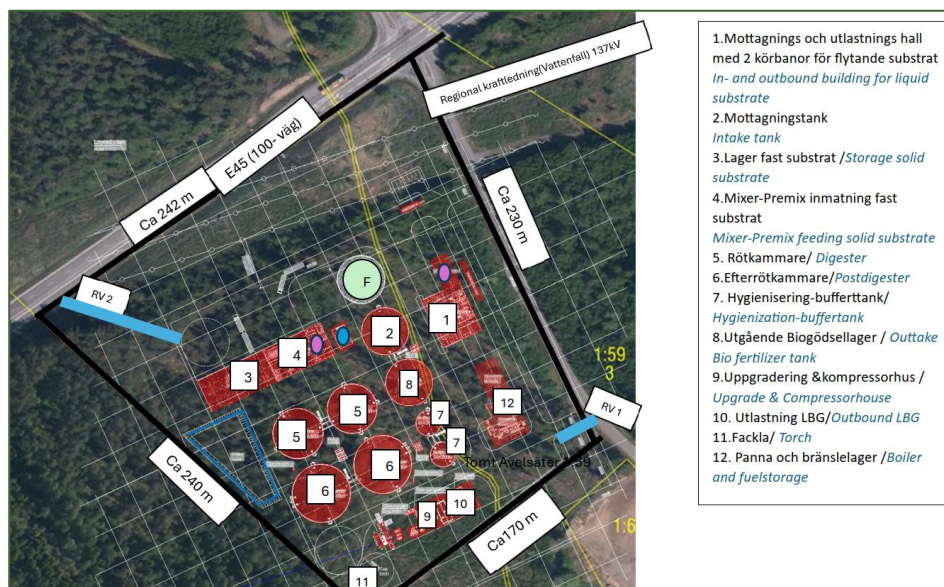 Regional kraftledning(Vattenfall) 137kV
E45 (100- väg)
Ca 242 m
Ca 230 m
RV 2
F
1
2
4
3
8
1:59
3
12
5
7
5
7
RV 1
TomtÄvelsäter 1:59
6
6
Ca 240 m
10
9
Ca170 m
1:6
11
1.Mottagnings och utlastnings hall
med 2 körbanor för flytande substrat
In- and outbound building for liquid
substrate
2.Mottagningstank
Intake tank
3.Lager fast substrat /Storage solid
substrate
4.Mixer-Premix inmatning fast
substrat
Mixer-Premix feeding solid substrate
5. Rötkammare/ Digester
6.Efterrötkammare/Postdigester
7. Hygienisering-bufferttank/
Hygienization-buffertank
8.Utgående Biogödsellager / Outtake
Bio fertilizer tank
9.Uppgradering &kompressorhus /
Upgrade & Compressorhouse
10. Utlastning LBG/Outbound LBG
11.Fackla/ Torch
12. Panna och bränslelager /Boiler
and fuelstorage